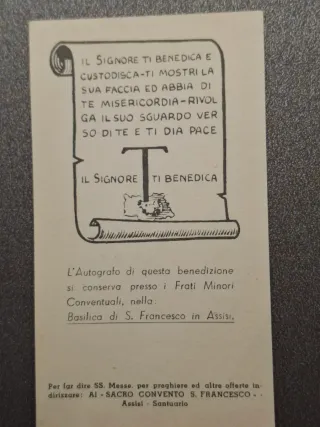 IL SIGNORE TI BENEDICA E
CUSTODISCA-TI MOSTRI LA
SUA FACCIA ED ABBIA DI
TE MISERICORDIA-RIVOL
GA IL SUO SGUARDO VER
SO DI TE E TI DIA PACE
IL SIGNORE T TI BENEDICA
L'Autografo di questa benedizione
si conserva presso i Frati Minori
Conventuali, nella:
Basilica di S. Francesco in Assisi,
Per far dire SS. Messe, per preghiere ed altre offerte in-
dirizzare: Al - SACRO CONVENTO S. FRANCESCO -
Assisi - Santuario